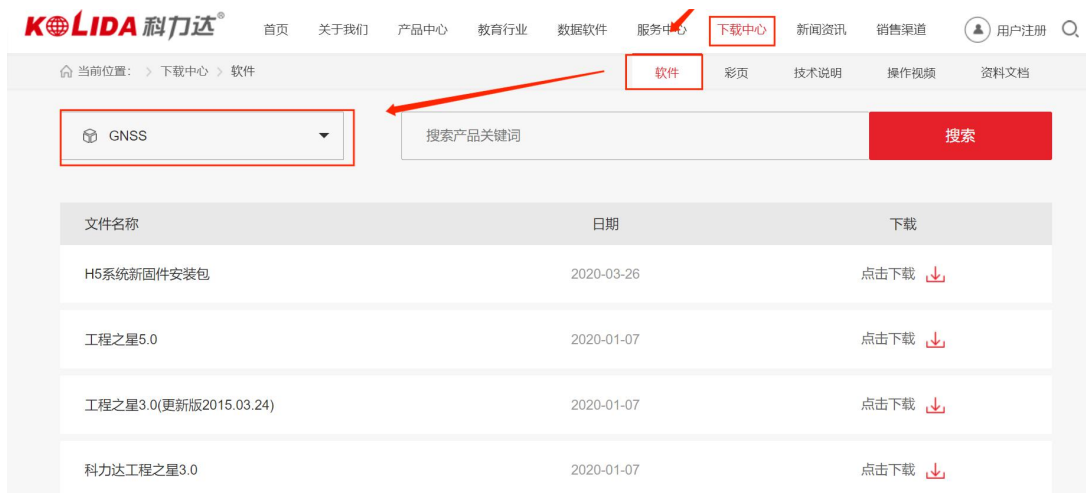 KOLIDA 科力达®
首页 关于我们 产品中心 教育行业 数据软件 服务中心 下载中心 新闻资讯 销售渠道 用户注册
当前位置： > 下载中心 > 软件
软件 彩页 技术说明 操作视频 资料文档
GNSS 搜索产品关键词 搜索
文件名称 日期 下载
H5系统新固件安装包 2020-03-26 点击下载
工程之星5.0 2020-01-07 点击下载
工程之星3.0(更新版2015.03.24) 2020-01-07 点击下载
科力达工程之星3.0 2020-01-07 点击下载